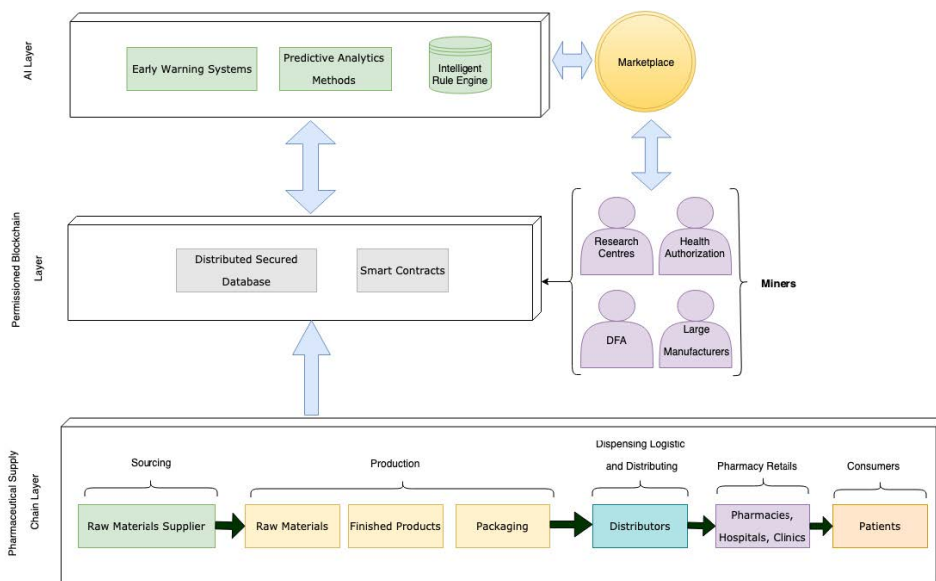 AI Layer
Early Warning Systems
Predictive Analytics
Methods
Intelligent
Rule Engine
Marketplace
Permissioned Blockchain
Layer
Distributed Secured
Database
Smart Contracts
Research
Centres
Health
Authorization
DFA
Large
Manufacturers
Miners
Pharmaceutical Supply
Chain Layer
Sourcing
Production
Dispensing Logistic
and Distributing
Pharmacy Retails
Consumers
Raw Materials Supplier
Raw Materials
Finished Products
Packaging
Distributors
Pharmacies,
Hospitals, Clinics
Patients